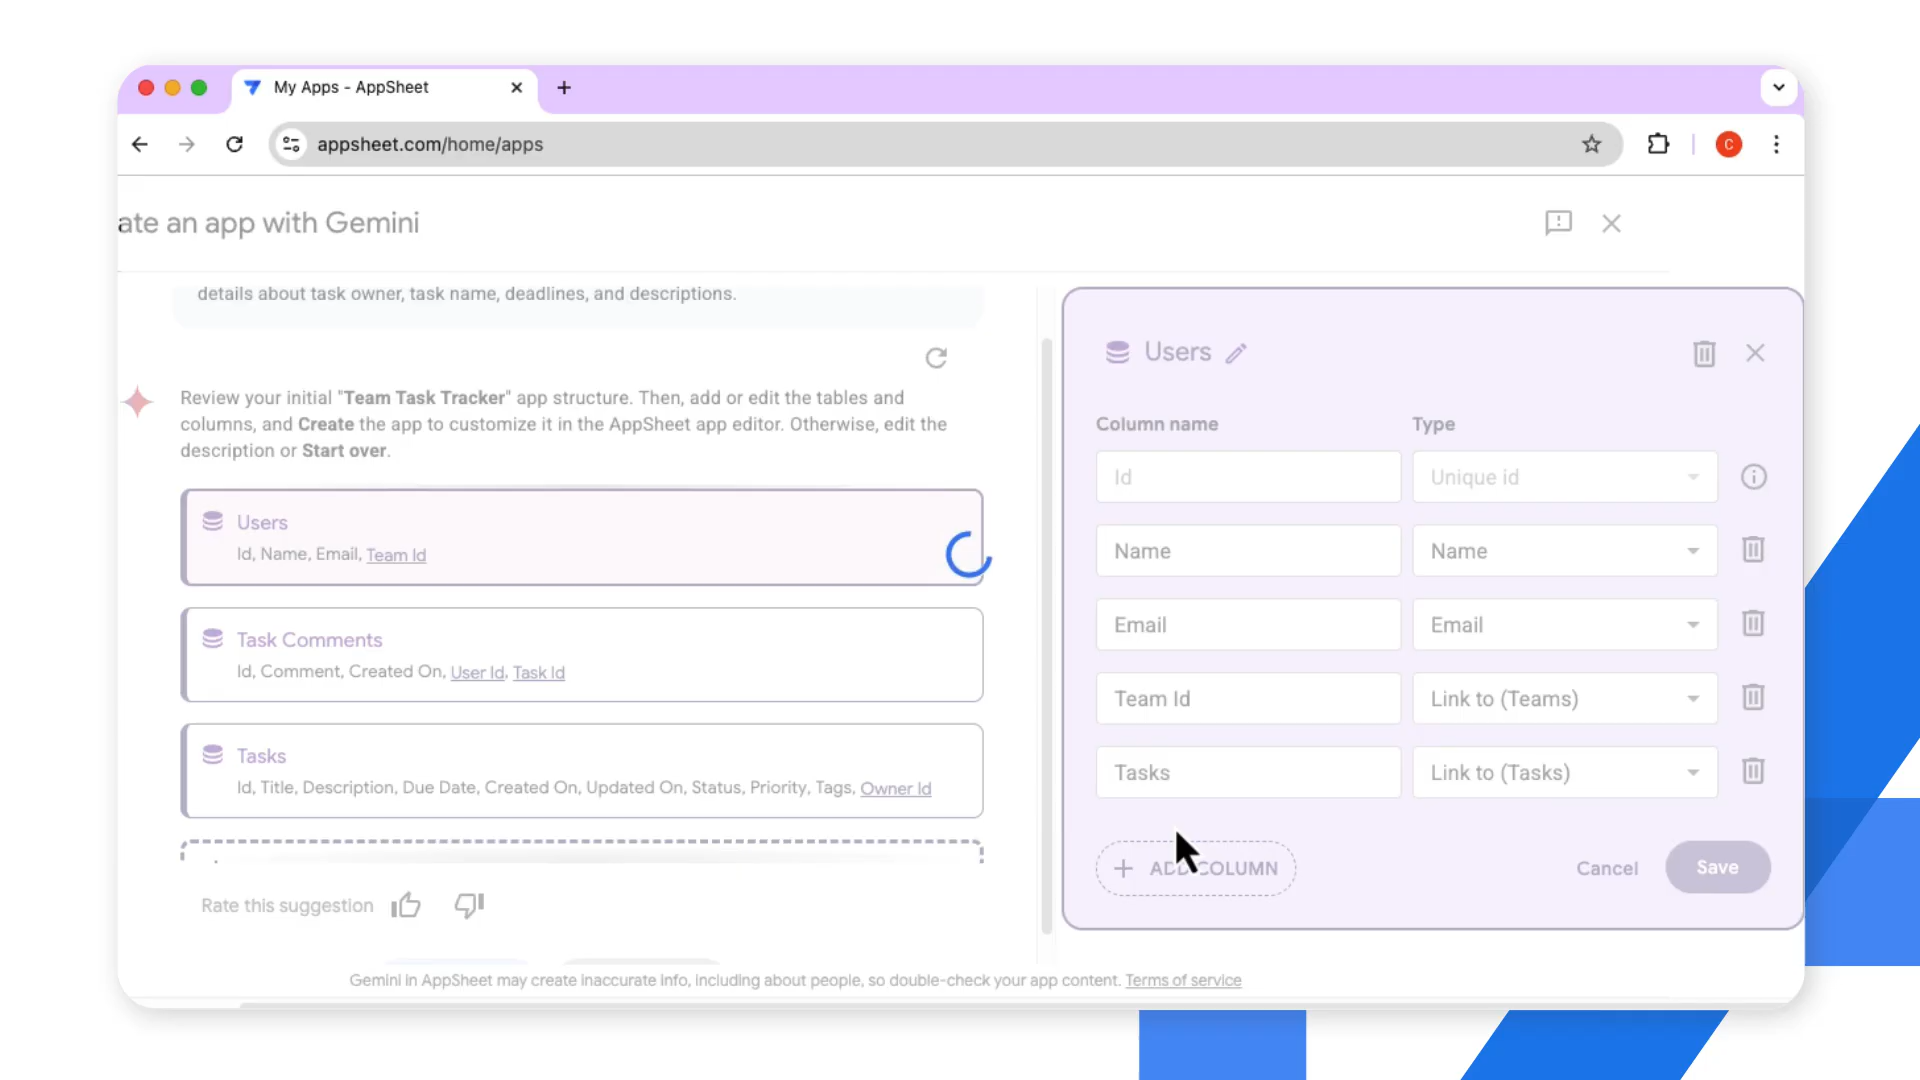 My Apps - AppSheet
appsheet.com/home/apps
C
ate an app with Gemini
details about task owner, task name, deadlines, and descriptions.
Review your initial "Team Task Tracker" app structure. Then, add or edit the tables and
columns, and Create the app to customize it in the AppSheet app editor. Otherwise, edit the
description or Start over.
Users
Id, Name, Email, Team Id
Task Comments
Id, Comment, Created On, User Id, Task Id
Tasks
Id, Title, Description, Due Date, Created On, Updated On, Status, Priority, Tags, Owner Id
Rate this suggestion
Users
Column name Type
Id Unique id
Name Name
Email Email
Team Id Link to (Teams)
Tasks Link to (Tasks)
ADD COLUMN
Cancel Save
Gemini in AppSheet may create inaccurate info, including about people, so double-check your app content. Terms of service